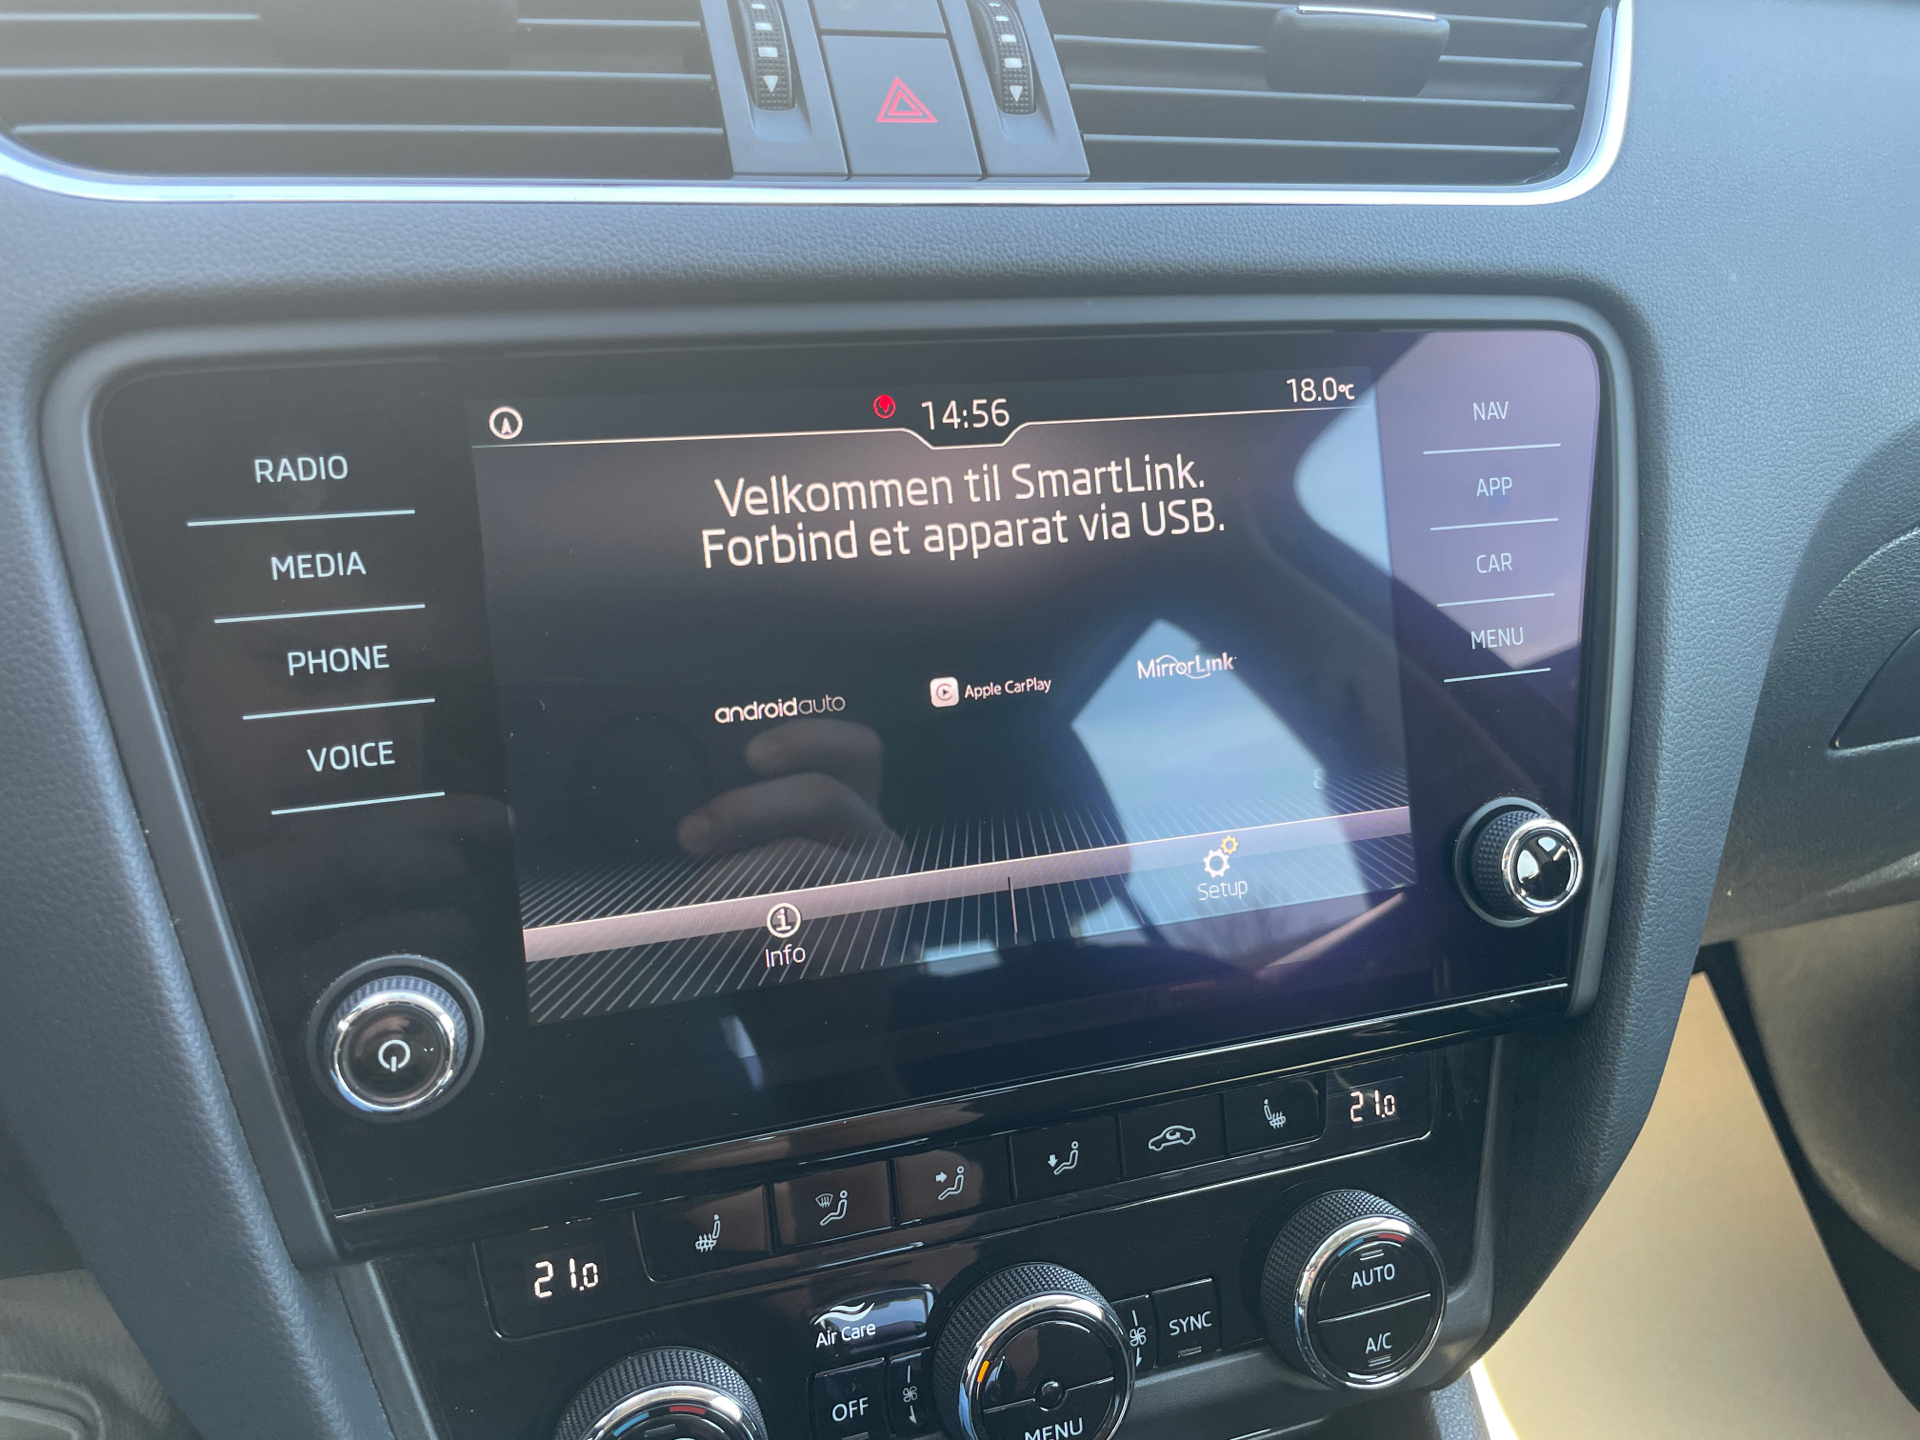 14:56
18.0°C
RADIO
MEDIA
PHONE
VOICE
Velkommen til SmartLink.
Forbind et apparat via USB.
androidauto
Apple CarPlay
MirrorLink
Info
Setup
NAV
APP
CAR
MENU
21.0
21.0
Air Care
OFF
MENU
SYNC
AUTO
A/C